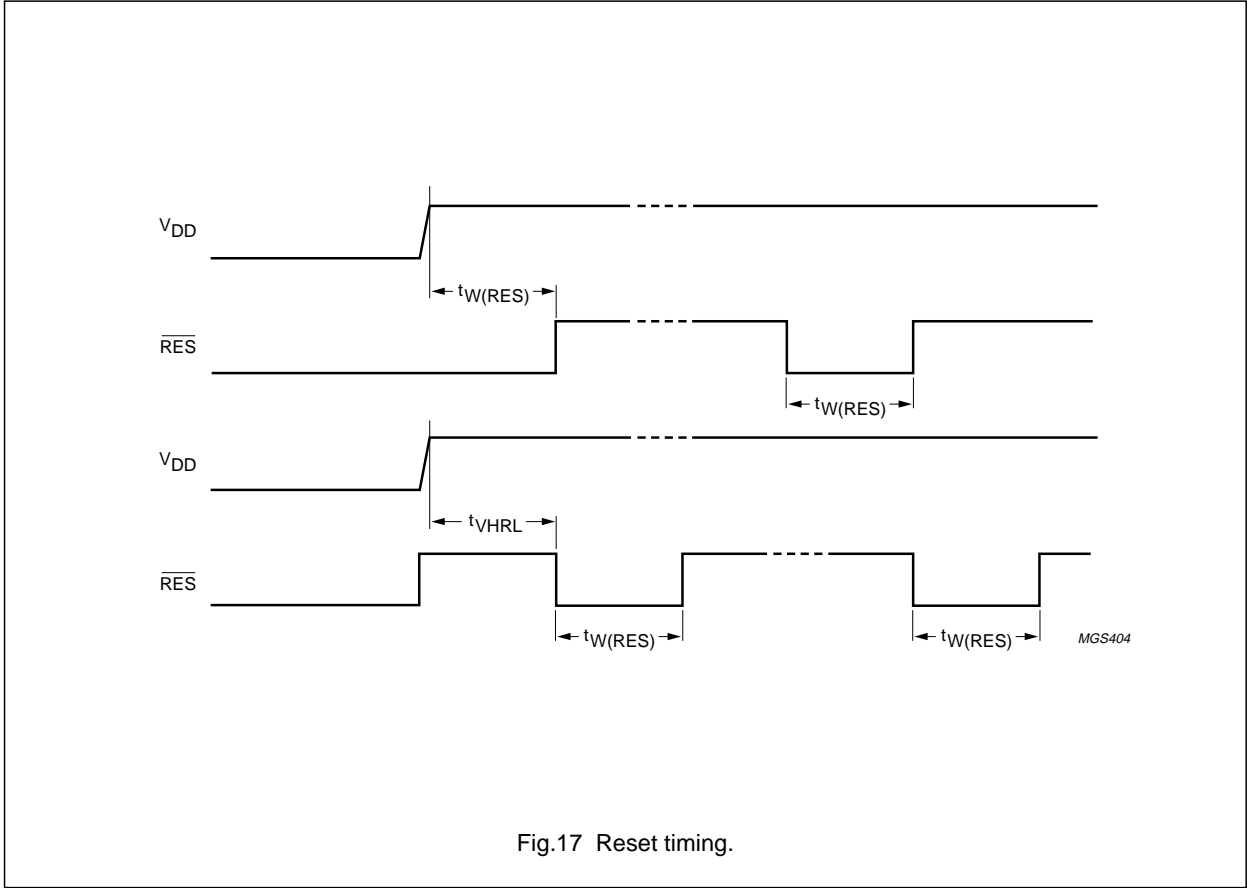 VDD
tW(RES)
RES
tW(RES)
VDD
tVHRL
RES
tW(RES)
tW(RES)
MGS404
Fig.17 Reset timing.